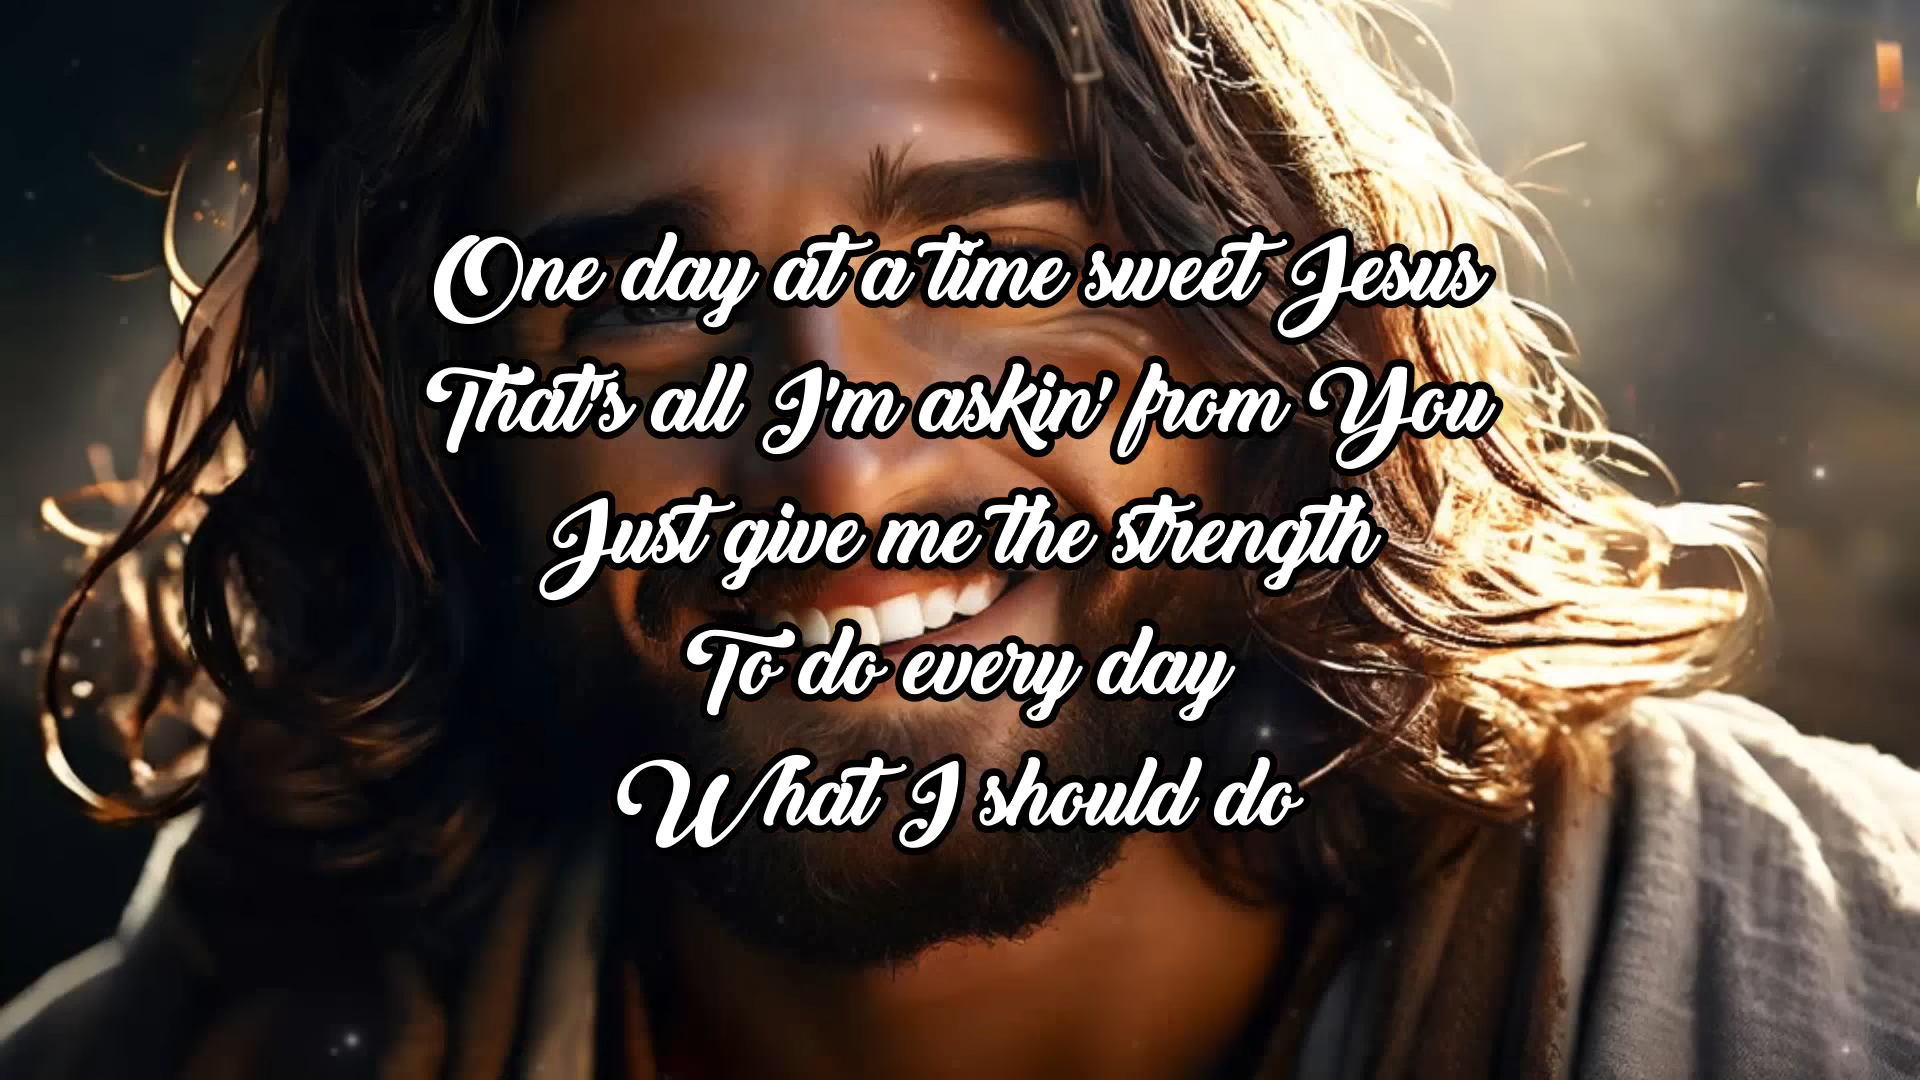 One day at a time sweet Jesus
That's all I'm askin' from You
Just give me the strength
To do every day
What I should do